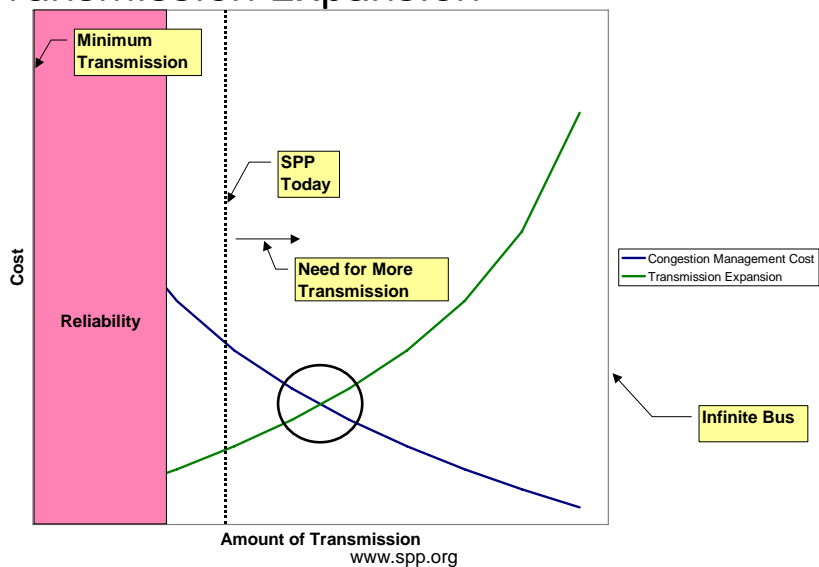 Minimum
Transmission
SPP
Today
Need for More
Transmission
Cost
Reliability
Congestion Management Cost
Transmission Expansion
Infinite Bus
Amount of Transmission
www.spp.org